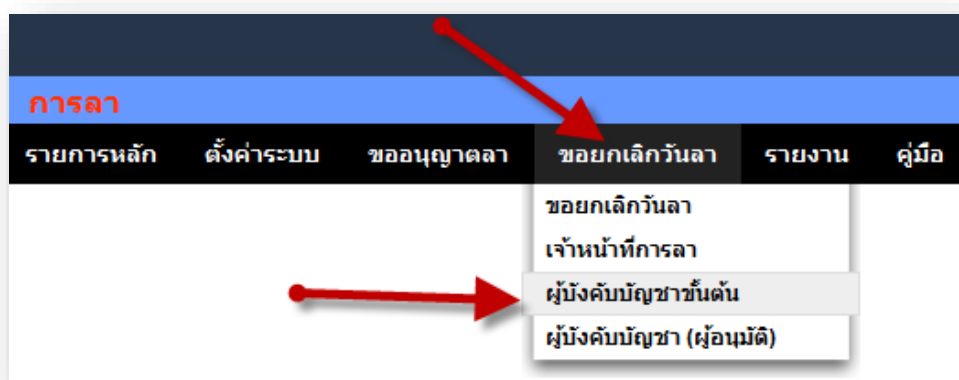 การลา
รายการหลัก ตั้งค่าระบบ ขออนุญาตลา ขอยกเลิกวันลา รายงาน คู่มือ
ขอยกเลิกวันลา
เจ้าหน้าที่การลา
ผู้บังคับบัญชาขั้นต้น
ผู้บังคับบัญชา (ผู้อนุมัติ)